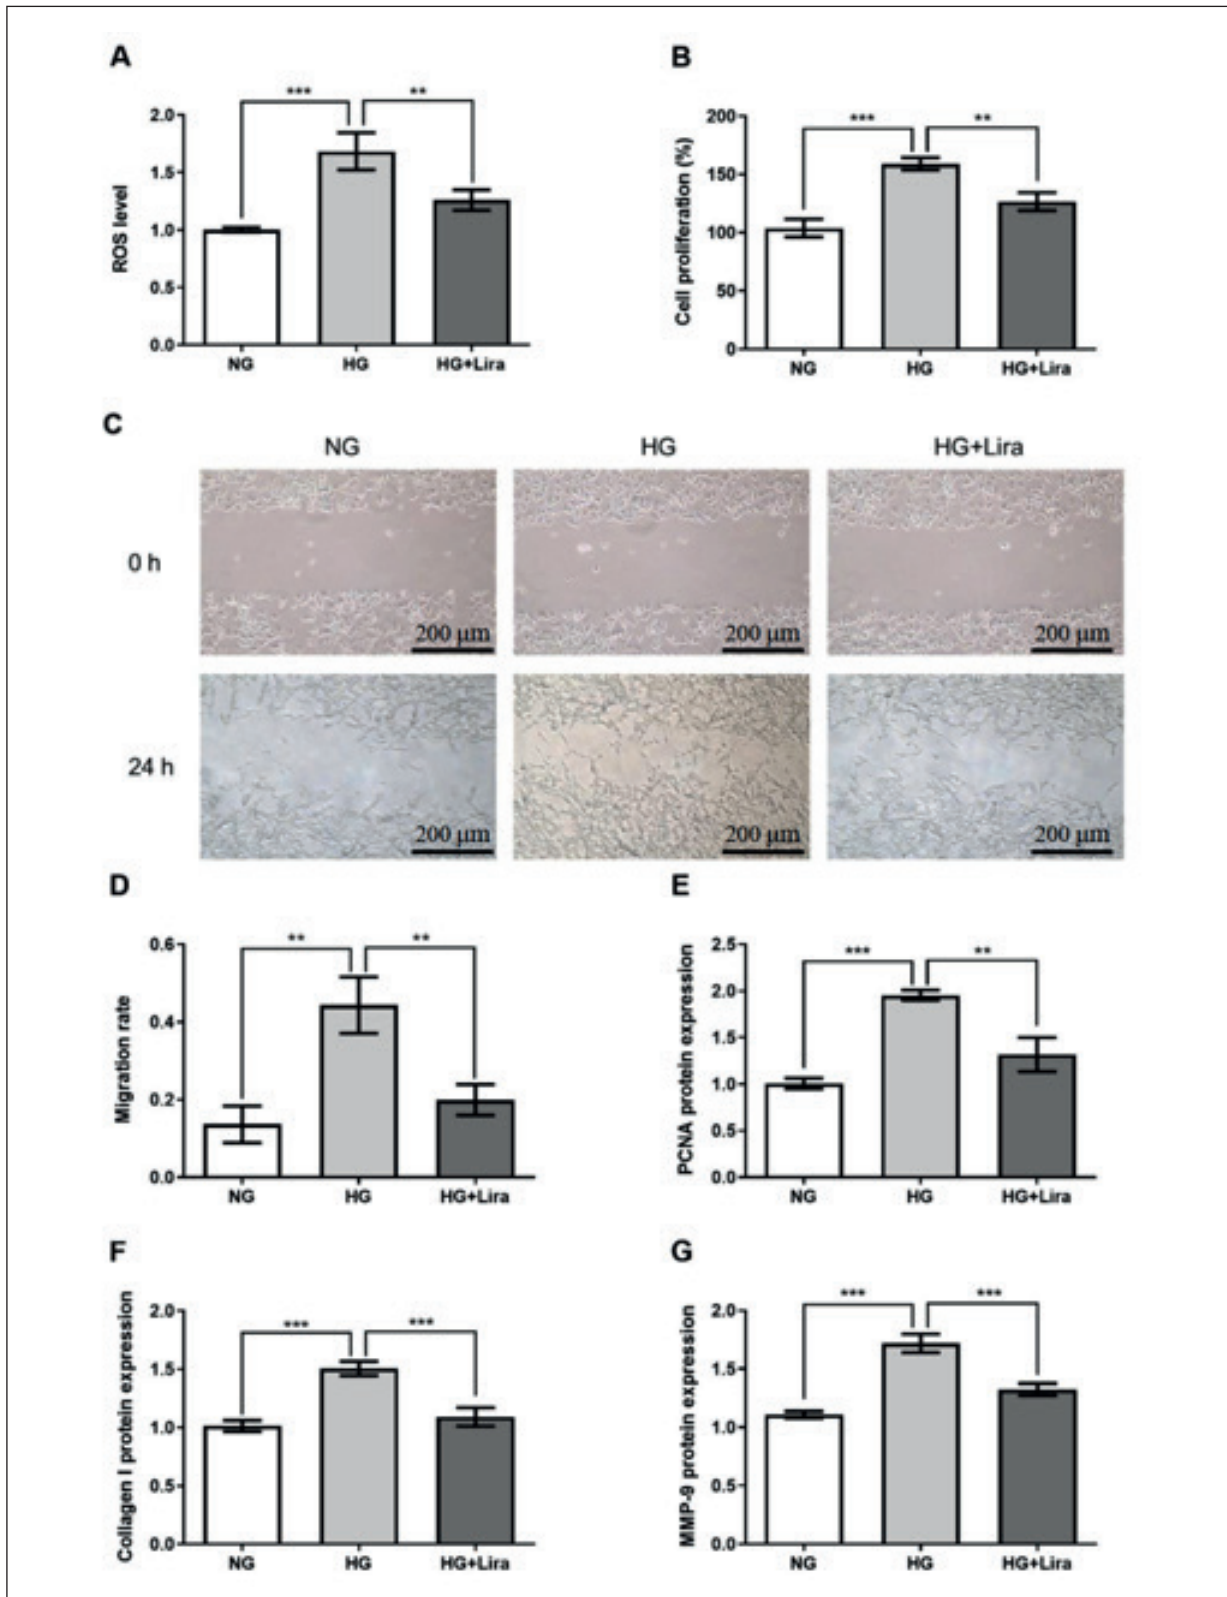 A
B
*** **
2.0
1.5
1.0
0.5
0.0
ROS level
NG HG HG+Lira
*** **
200
150
100
50
0
Cell proliferation (%)
NG HG HG+Lira
C
NG HG HG+Lira
0 h
200 μm 200 μm 200 μm
24 h
200 μm 200 μm 200 μm
D
E
** **
0.6
0.4
0.2
0.0
Migration rate
NG HG HG+Lira
*** **
2.5
2.0
1.5
1.0
0.5
0.0
PCNA protein expression
NG HG HG+Lira
F
G
*** ***
2.0
1.5
1.0
0.5
0.0
Collagen I protein expression
NG HG HG+Lira
*** ***
2.0
1.5
1.0
0.5
0.0
MMP-9 protein expression
NG HG HG+Lira